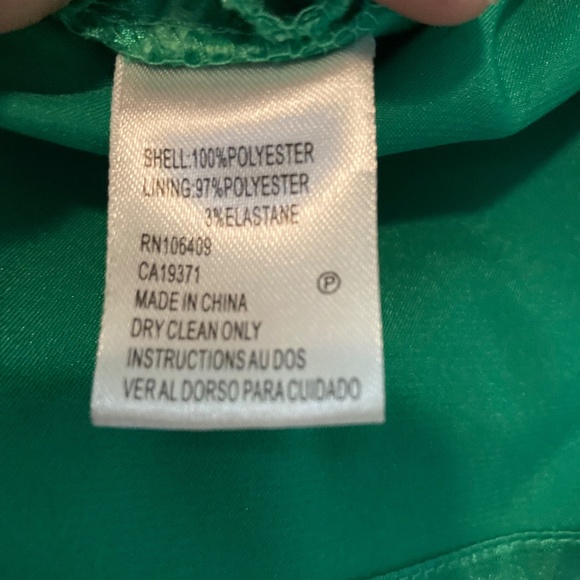 SHELL:100%POLYESTER
LINING:97%POLYESTER
3%ELASTANE
RN106409
CA19371
P
MADE IN CHINA
DRY CLEAN ONLY
INSTRUCTIONS AU DOS
VER AL DORSO PARA CUIDADO